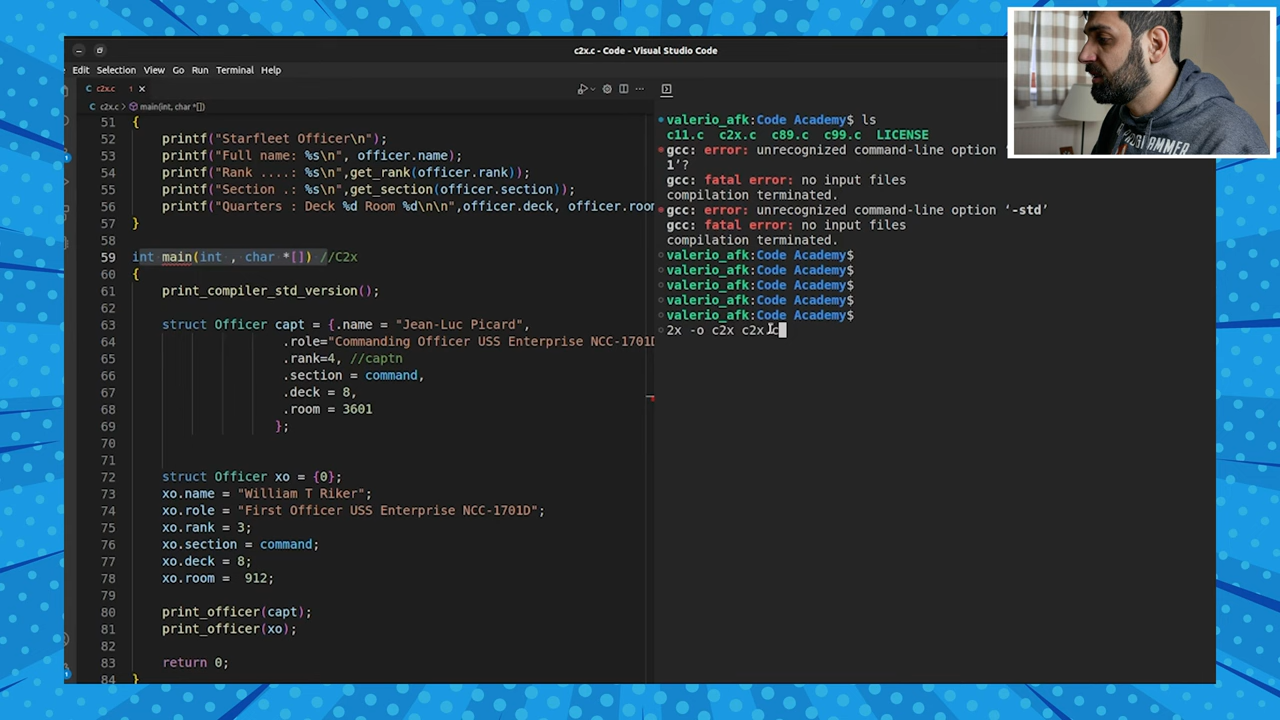 c2x.c - Code - Visual Studio Code
Edit Selection View Go Run Terminal Help
c2x.c 1
c2x.c > main(int, char *[])
51 {
52 printf("Starfleet Officer\n");
53 printf("Full name: %s\n", officer.name);
54 printf("Rank ....: %s\n",get_rank(officer.rank));
55 printf("Section .: %s\n",get_section(officer.section));
56 printf("Quarters : Deck %d Room %d\n\n",officer.deck, officer.room
57 }
58
59 int main(int , char *[]) //C2x
60 {
61 print_compiler_std_version();
62
63 struct Officer capt = {.name = "Jean-Luc Picard",
64 .role="Commanding Officer USS Enterprise NCC-1701D
65 .rank=4, //captn
66 .section = command,
67 .deck = 8,
68 .room = 3601
69 };
70
71
72 struct Officer xo = {0};
73 xo.name = "William T Riker";
74 xo.role = "First Officer USS Enterprise NCC-1701D";
75 xo.rank = 3;
76 xo.section = command;
77 xo.deck = 8;
78 xo.room =  912;
79
80 print_officer(capt);
81 print_officer(xo);
82
83 return 0;
84 }
valerio_afk:Code Academy$ ls
c11.c c2x.c c89.c c99.c LICENSE
gcc: error: unrecognized command-line option ‘
1’?
gcc: fatal error: no input files
compilation terminated.
gcc: error: unrecognized command-line option ‘-std’
gcc: fatal error: no input files
compilation terminated.
valerio_afk:Code Academy$
valerio_afk:Code Academy$
valerio_afk:Code Academy$
valerio_afk:Code Academy$
valerio_afk:Code Academy$
2x -o c2x c2x.c